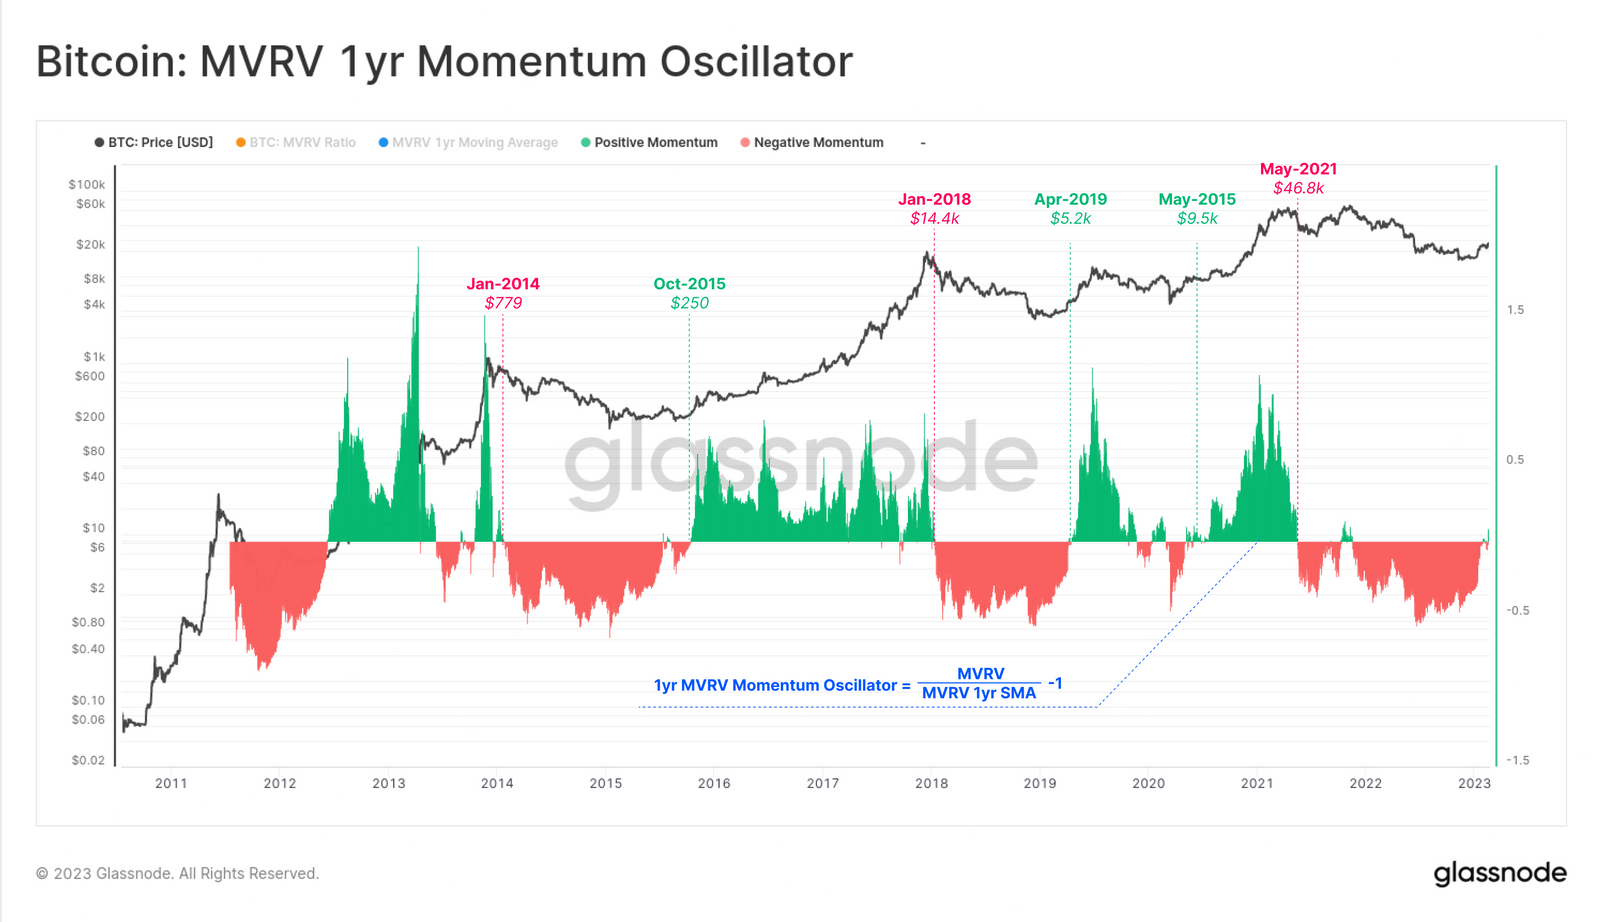 Bitcoin: MVRV 1yr Momentum Oscillator
BTC: Price [USD] BTC: MVRV Ratio MVRV 1yr Moving Average Positive Momentum Negative Momentum -
$100k
$60k
$20k
$8k
$4k
$1k
$600
$200
$80
$40
$10
$6
$2
$0.80
$0.40
$0.10
$0.06
$0.02
Jan-2014
$779
Oct-2015
$250
Jan-2018
$14.4k
Apr-2019
$5.2k
May-2015
$9.5k
May-2021
$46.8k
1.5
0.5
-0.5
-1.5
glassnode
1yr MVRV Momentum Oscillator = MVRV
MVRV 1yr SMA
-1
2011 2012 2013 2014 2015 2016 2017 2018 2019 2020 2021 2022 2023
© 2023 Glassnode. All Rights Reserved.
glassnode